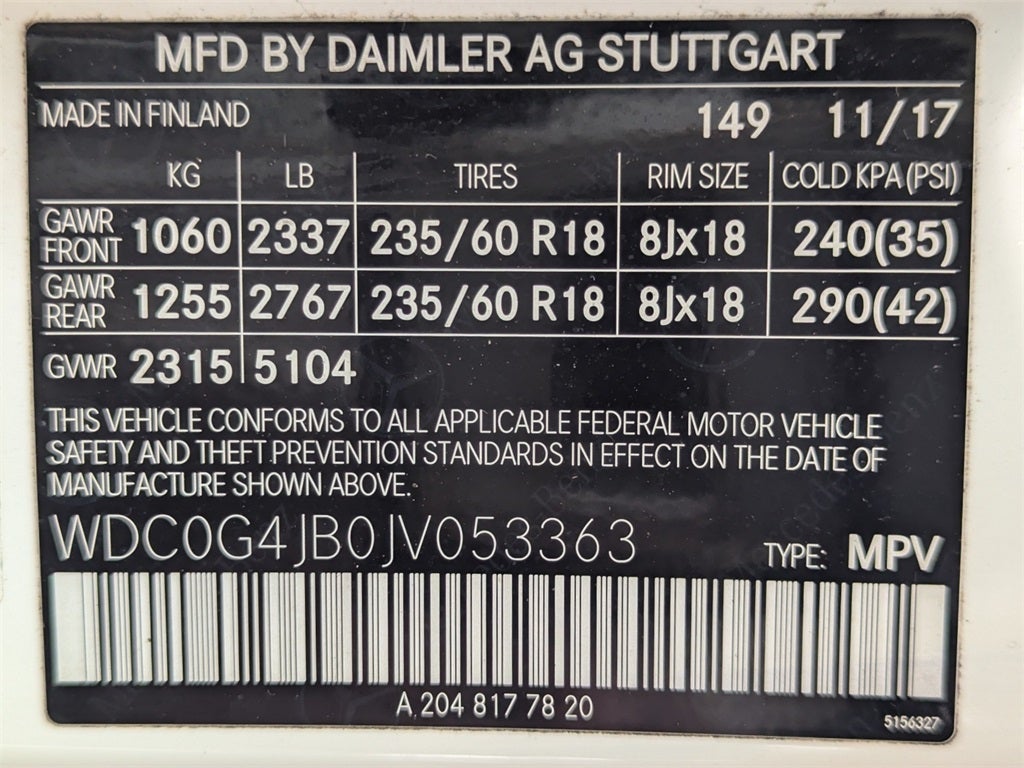 MFD BY DAIMLER AG STUTTGART
MADE IN FINLAND 149 11/17
KG LB TIRES RIM SIZE COLD KPA (PSI)
GAWR FRONT 1060 2337 235/60 R18 8Jx18 240(35)
GAWR REAR 1255 2767 235/60 R18 8Jx18 290(42)
GVWR 2315 5104
THIS VEHICLE CONFORMS TO ALL APPLICABLE FEDERAL MOTOR VEHICLE
SAFETY AND THEFT PREVENTION STANDARDS IN EFFECT ON THE DATE OF
MANUFACTURE SHOWN ABOVE.
WDC0G4JB0JV053363 TYPE: MPV
A 204 817 78 20
5156327